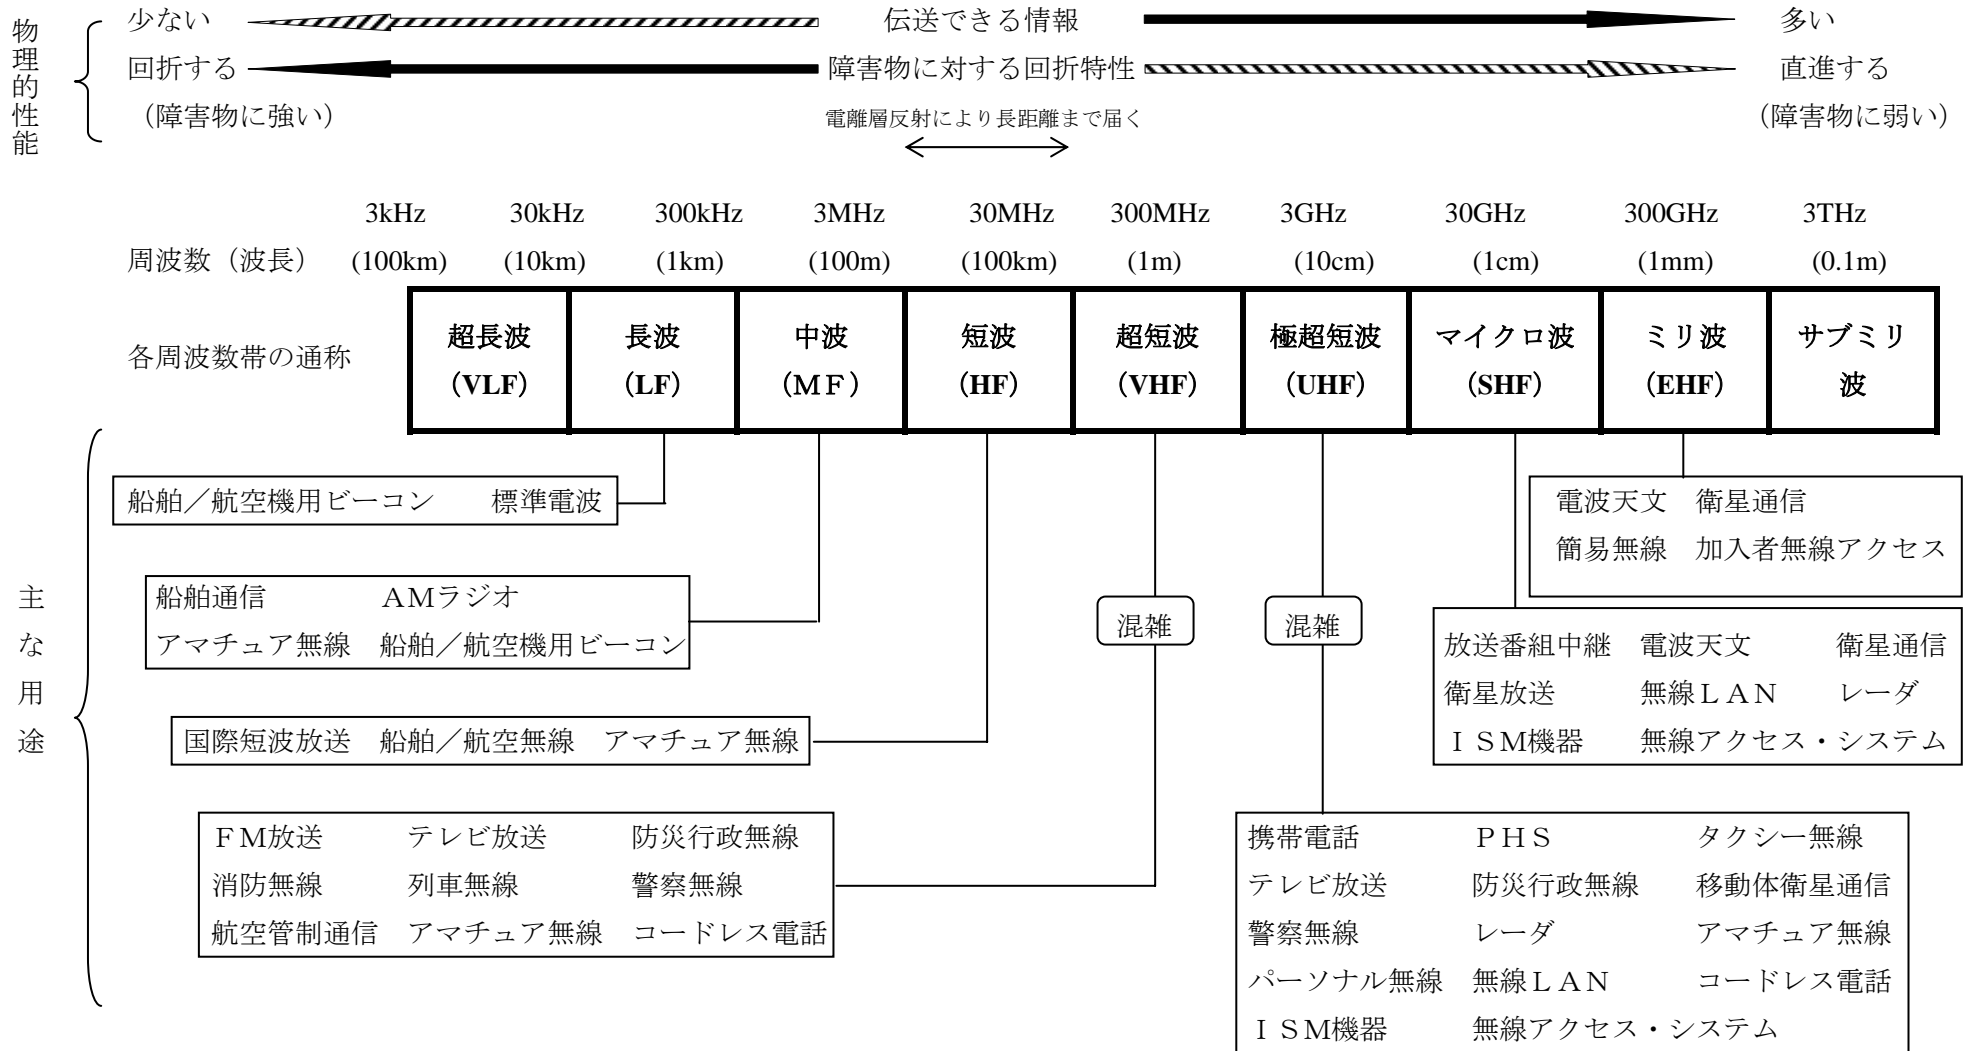 物理的性能
少ない 伝送できる情報 多い
回折する 障害物に対する回折特性 直進する
（障害物に強い） 電離層反射により長距離まで届く （障害物に弱い）
3kHz 30kHz 300kHz 3MHz 30MHz 300MHz 3GHz 30GHz 300GHz 3THz
周波数（波長） (100km) (10km) (1km) (100m) (100km) (1m) (10cm) (1cm) (1mm) (0.1m)
各周波数帯の通称
超長波
（VLF）
長波
（LF）
中波
（ＭＦ）
短波
（HF）
超短波
（VHF）
極超短波
（UHF）
マイクロ波
（SHF）
ミリ波
（EHF）
サブミリ
波
主な用途
船舶／航空機用ビーコン 標準電波
船舶通信 ＡＭラジオ
アマチュア無線 船舶／航空機用ビーコン
国際短波放送 船舶／航空無線 アマチュア無線
混雑
ＦＭ放送 テレビ放送 防災行政無線
消防無線 列車無線 警察無線
航空管制通信 アマチュア無線 コードレス電話
混雑
携帯電話 ＰＨＳ タクシー無線
テレビ放送 防災行政無線 移動体衛星通信
警察無線 レーダ アマチュア無線
パーソナル無線 無線ＬＡＮ コードレス電話
ＩＳＭ機器 無線アクセス・システム
電波天文 衛星通信
簡易無線 加入者無線アクセス
放送番組中継 電波天文 衛星通信
衛星放送 無線ＬＡＮ レーダ
ＩＳＭ機器 無線アクセス・システム